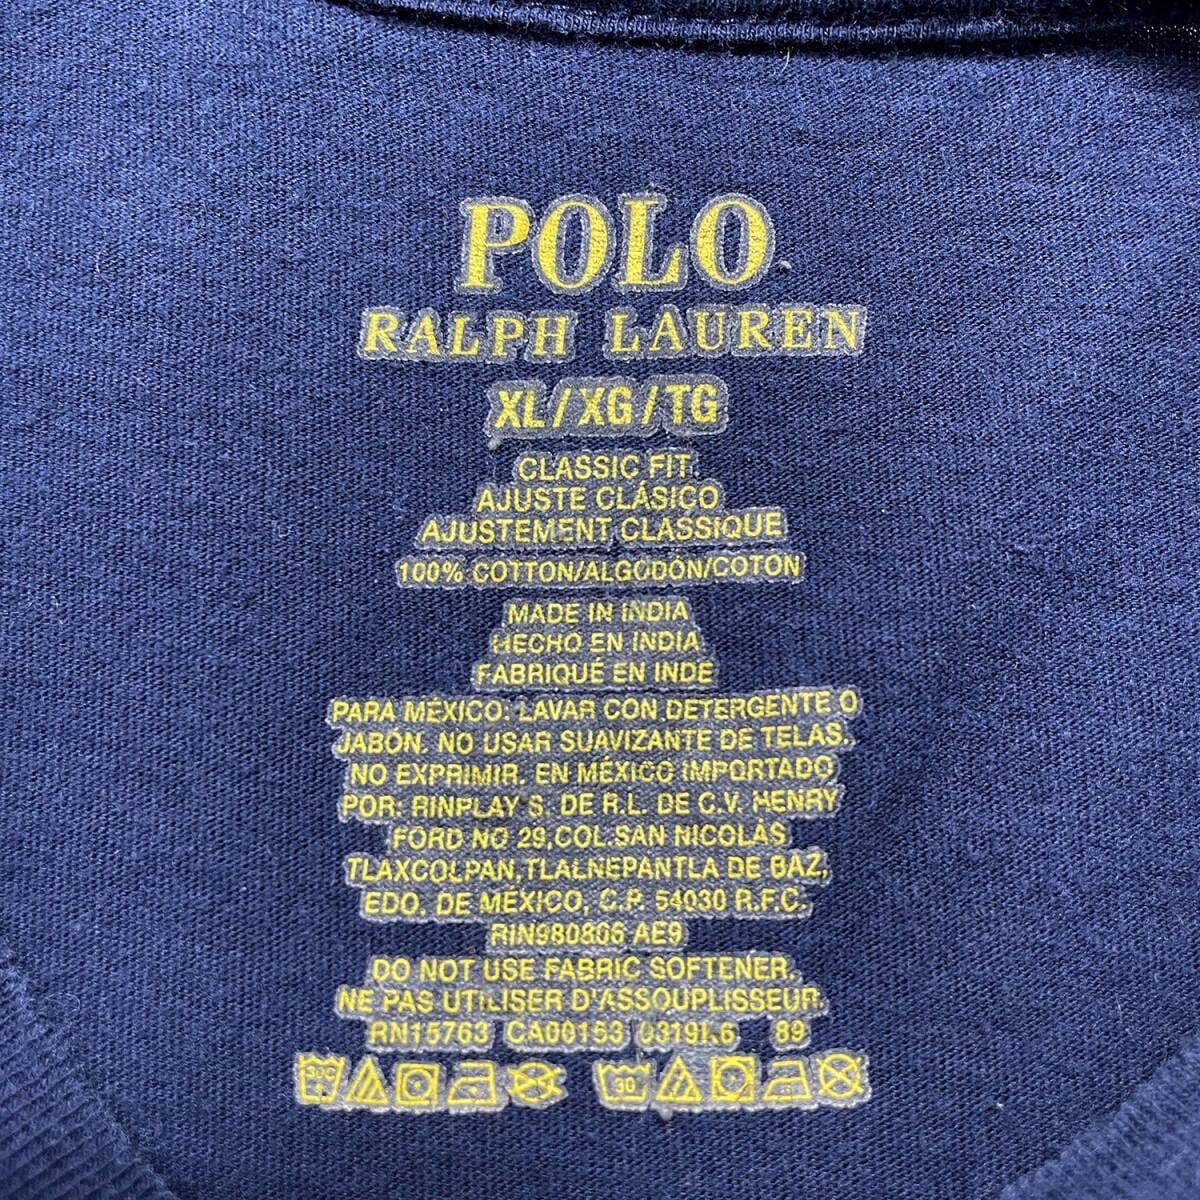 POLO
RALPH LAUREN
XL/XG/TG
CLASSIC FIT
AJUSTE CLÁSICO
AJUSTEMENT CLASSIQUE
100% COTTON/ALGODÓN/COTON
MADE IN INDIA
HECHO EN INDIA
FABRIQUÉ EN INDE
PARA MÉXICO: LAVAR CON DETERGENTE O
JABÓN. NO USAR SUAVIZANTE DE TELAS.
NO EXPRIMIR. EN MÉXICO IMPORTADO
POR: RINPLAY S. DE R.L. DE C.V. HENRY
FORD NO 29,COL.SAN NICOLÁS
TLAXCOLPAN,TLALNEPANTLA DE BAZ,
EDO. DE MÉXICO, C.P. 54030 R.F.C.
RIN980806 AE9
DO NOT USE FABRIC SOFTENER.
NE PAS UTILISER D'ASSOUPLISSEUR.
RN15763 CA00153 89
30C 30